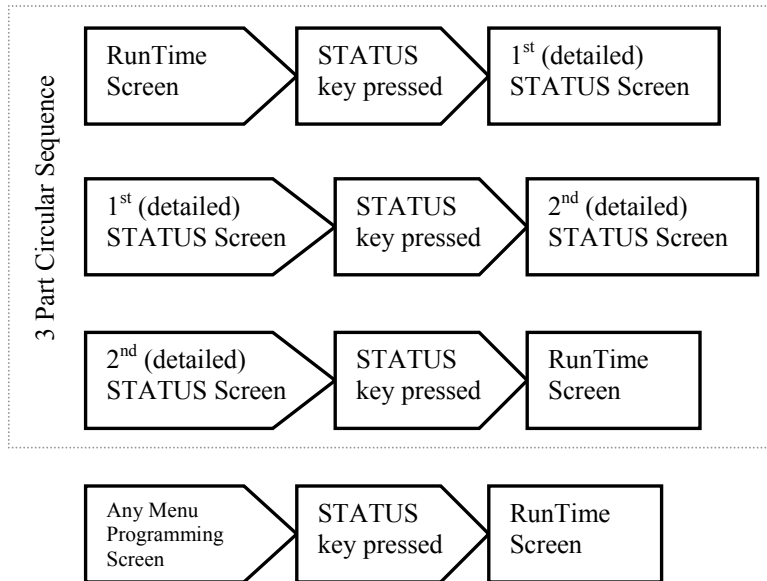 3 Part Circular Sequence
RunTime
Screen
STATUS
key pressed
1st (detailed)
STATUS Screen
1st (detailed)
STATUS Screen
STATUS
key pressed
2nd (detailed)
STATUS Screen
2nd (detailed)
STATUS Screen
STATUS
key pressed
RunTime
Screen
Any Menu
Programming
Screen
STATUS
key pressed
RunTime
Screen